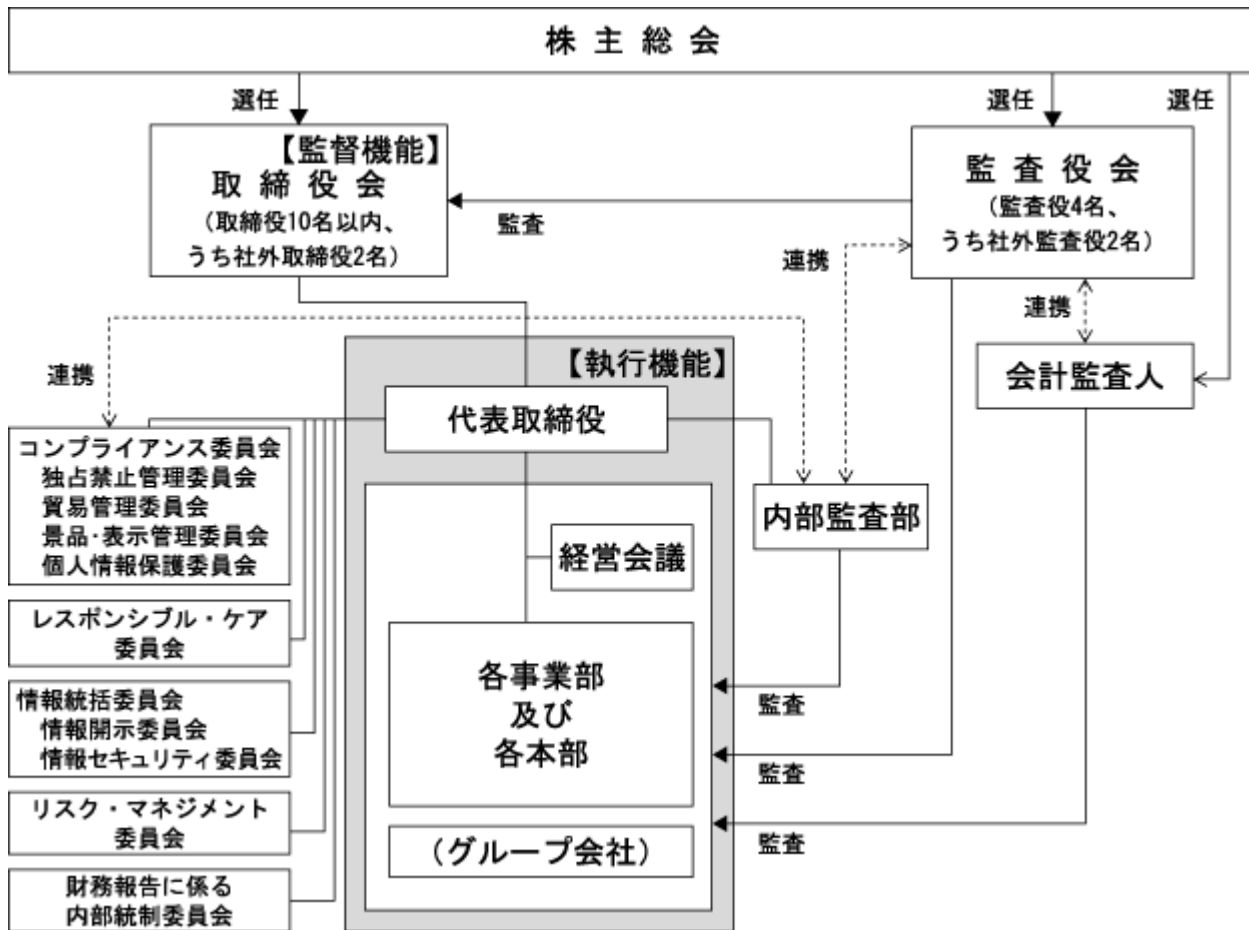 株主総会
選任
選任
選任
【監督機能】
取締役会
（取締役10名以内、
うち社外取締役2名）
監査
監査役会
（監査役4名、
うち社外監査役2名）
連携
連携
連携
会計監査人
【執行機能】
代表取締役
コンプライアンス委員会
独占禁止管理委員会
貿易管理委員会
景品・表示管理委員会
個人情報保護委員会
内部監査部
経営会議
レスポンシブル・ケア
委員会
各事業部
及び
各本部
監査
情報統括委員会
情報開示委員会
情報セキュリティ委員会
監査
リスク・マネジメント
委員会
監査
（グループ会社）
財務報告に係る
内部統制委員会